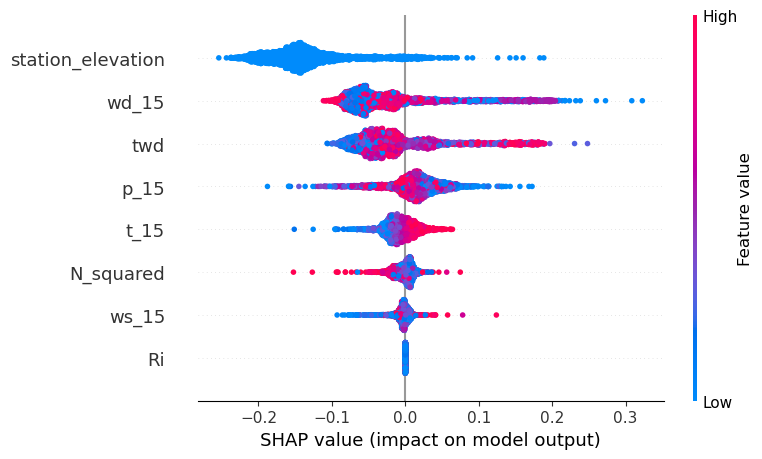 High
station_elevation
wd_15
twd
p_15
t_15
N_squared
ws_15
Ri
Feature value
Low
−0.2 −0.1 0.0 0.1 0.2 0.3
SHAP value (impact on model output)